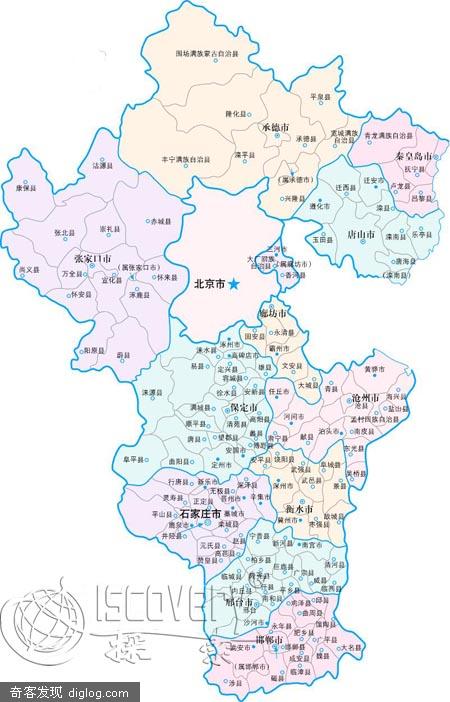 围场满族蒙古自治县
平泉县
隆化县
承德市
承德县
宽城满族
自治县
丰宁满族自治县
滦平县
(属承德市)
兴隆县
青龙满族自治县
秦皇岛市
抚宁县
卢龙县
昌黎县
迁西县
迁安市
遵化市
滦县
玉田县
唐山市
滦南县
乐亭县
唐海县
(滦南县)
沽源县
康保县
赤城县
张北县
崇礼县
张家口市
(属张家口市)
尚义县
万全县
宣化县
怀来县
怀安县
涿鹿县
阳原县
蔚县
北京市
三河市
大厂回族
自治县
(属廊坊市)
香河县
廊坊市
固安县
永清县
霸州市
文安县
大城县
涞水县
涿州市
高碑店市
易县
定兴县
雄县
容城县
涞源县
徐水县
安新县
满城县
保定市
高阳县
顺平县
清苑县
蠡县
唐县
望都县
博野县
安国市
阜平县
曲阳县
定州市
任丘市
青县
黄骅市
沧州市
沧县
海兴县
盐山县
孟村回族自治县
河间市
泊头市
南皮县
肃宁县
献县
东光县
吴桥县
安平县
饶阳县
武强县
阜城县
深州市
武邑县
景县
衡水市
冀州市
枣强县
故城县
行唐县
新乐市
深泽县
无极县
灵寿县
正定县
晋州市
辛集市
平山县
石家庄市
藁城市
鹿泉市
栾城县
井陉县
元氏县
赵县
高邑县
赞皇县
宁晋县
新河县
南宫市
柏乡县
临城县
隆尧县
巨鹿县
清河县
广宗县
威县
内丘县
任县
平乡县
临西县
邢台市
邢台
南和县
沙河市
鸡泽县
邱县
曲周县
永年县
馆陶县
肥乡县
广平县
邯郸市
邯郸县
大名县
武安市
成安县
魏县
(属邯郸市)
临漳县
磁县
涉县
DISCOVERY
探索
奇客发现 diglog.com